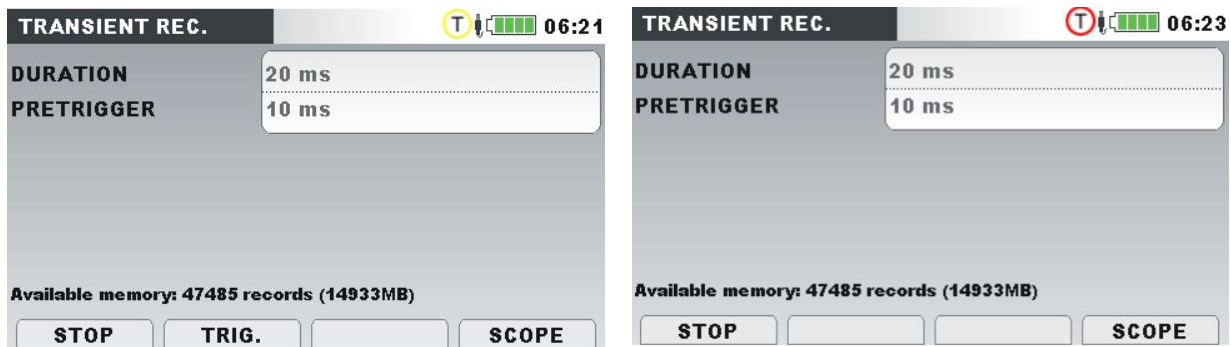 TRANSIENT REC. T 06:21
DURATION 20 ms
PRETRIGGER 10 ms
Available memory: 47485 records (14933MB)
STOP TRIG. SCOPE
TRANSIENT REC. T 06:23
DURATION 20 ms
PRETRIGGER 10 ms
Available memory: 47485 records (14933MB)
STOP SCOPE